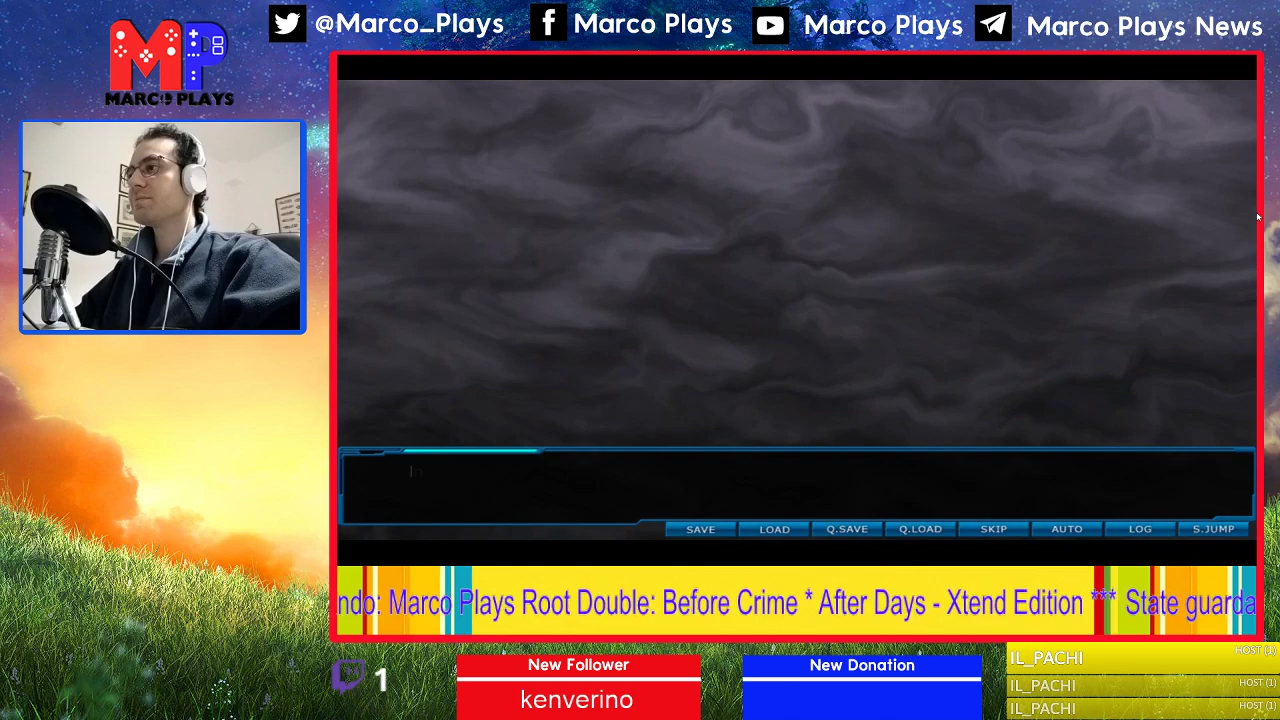 @Marco_Plays
Marco Plays
Marco Plays
Marco Plays News
MP
MARCO PLAYS
In
SAVE
LOAD
Q.SAVE
Q.LOAD
SKIP
AUTO
LOG
S.JUMP
ndo: Marco Plays Root Double: Before Crime * After Days - Xtend Edition *** State guarda
1
New Follower
kenverino
New Donation
IL_PACHI
HOST (1)
IL_PACHI
HOST (1)
IL_PACHI
HOST (1)